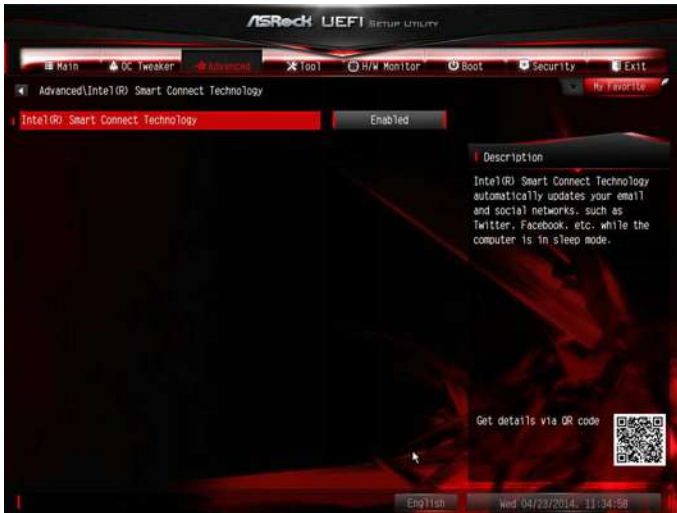 ASRock UEFI SETUP UTILITY
Main OC Tweaker Advanced Tool H/W Monitor Boot Security Exit
Advanced\Intel(R) Smart Connect Technology
My Favorite
Intel(R) Smart Connect Technology Enabled
Description
Intel(R) Smart Connect Technology
automatically updates your email
and social networks, such as
Twitter, Facebook, etc. while the
computer is in sleep mode.
Get details via QR code
English Wed 04/23/2014, 11:34:58